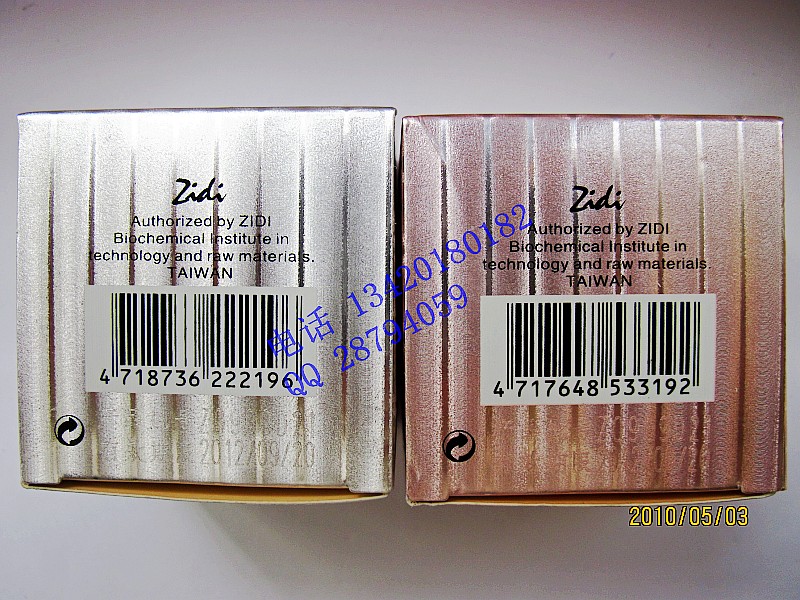 Zidi
Authorized by ZIDI
Biochemical Institute in
technology and raw materials.
TAIWAN
4 718736 222196
2012/09/20
Zidi
Authorized by ZIDI
Biochemical Institute in
technology and raw materials.
TAIWAN
4 717648 533192
电话 13420180182
QQ 28794059
2010/05/03